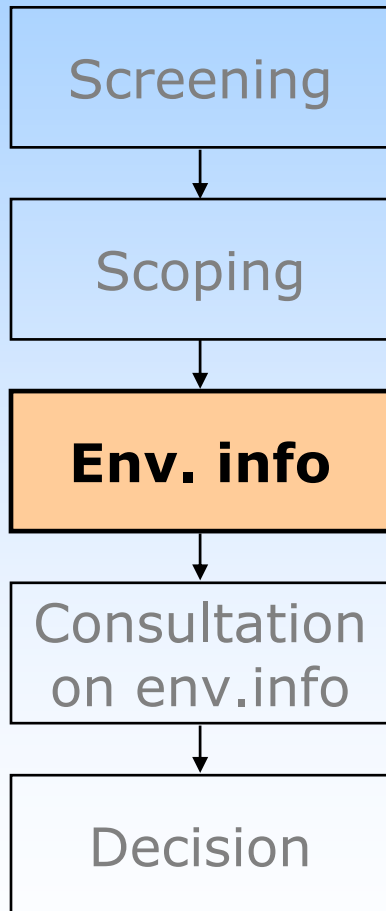 Screening
Scoping
Env. info
Consultation
on env.info
Decision